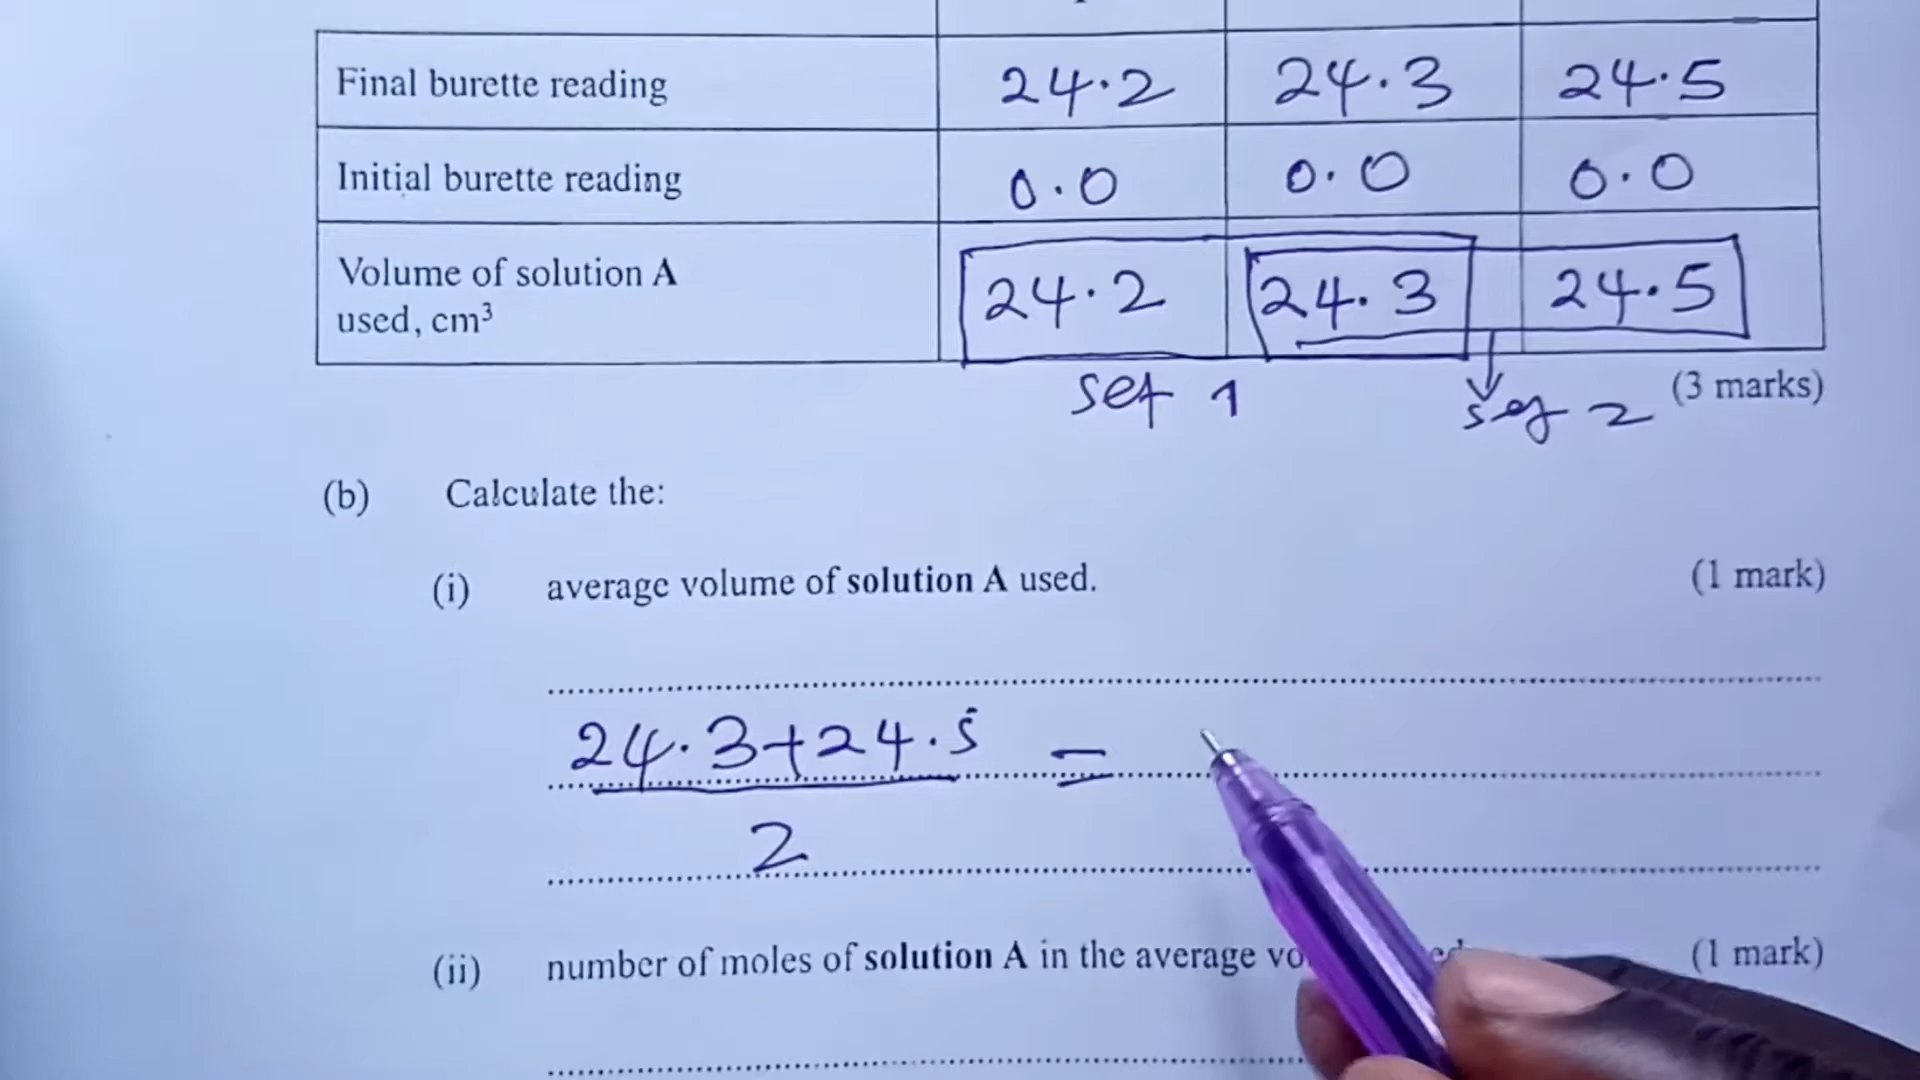 Final burette reading 24.2 24.3 24.5
Initial burette reading 0.0 0.0 0.0
Volume of solution A
used, cm³ 24.2 24.3 24.5
set 1 set 2 (3 marks)
(b) Calculate the:
(i) average volume of solution A used. (1 mark)
24.3+24.5 =
2
(ii) number of moles of solution A in the average (1 mark)